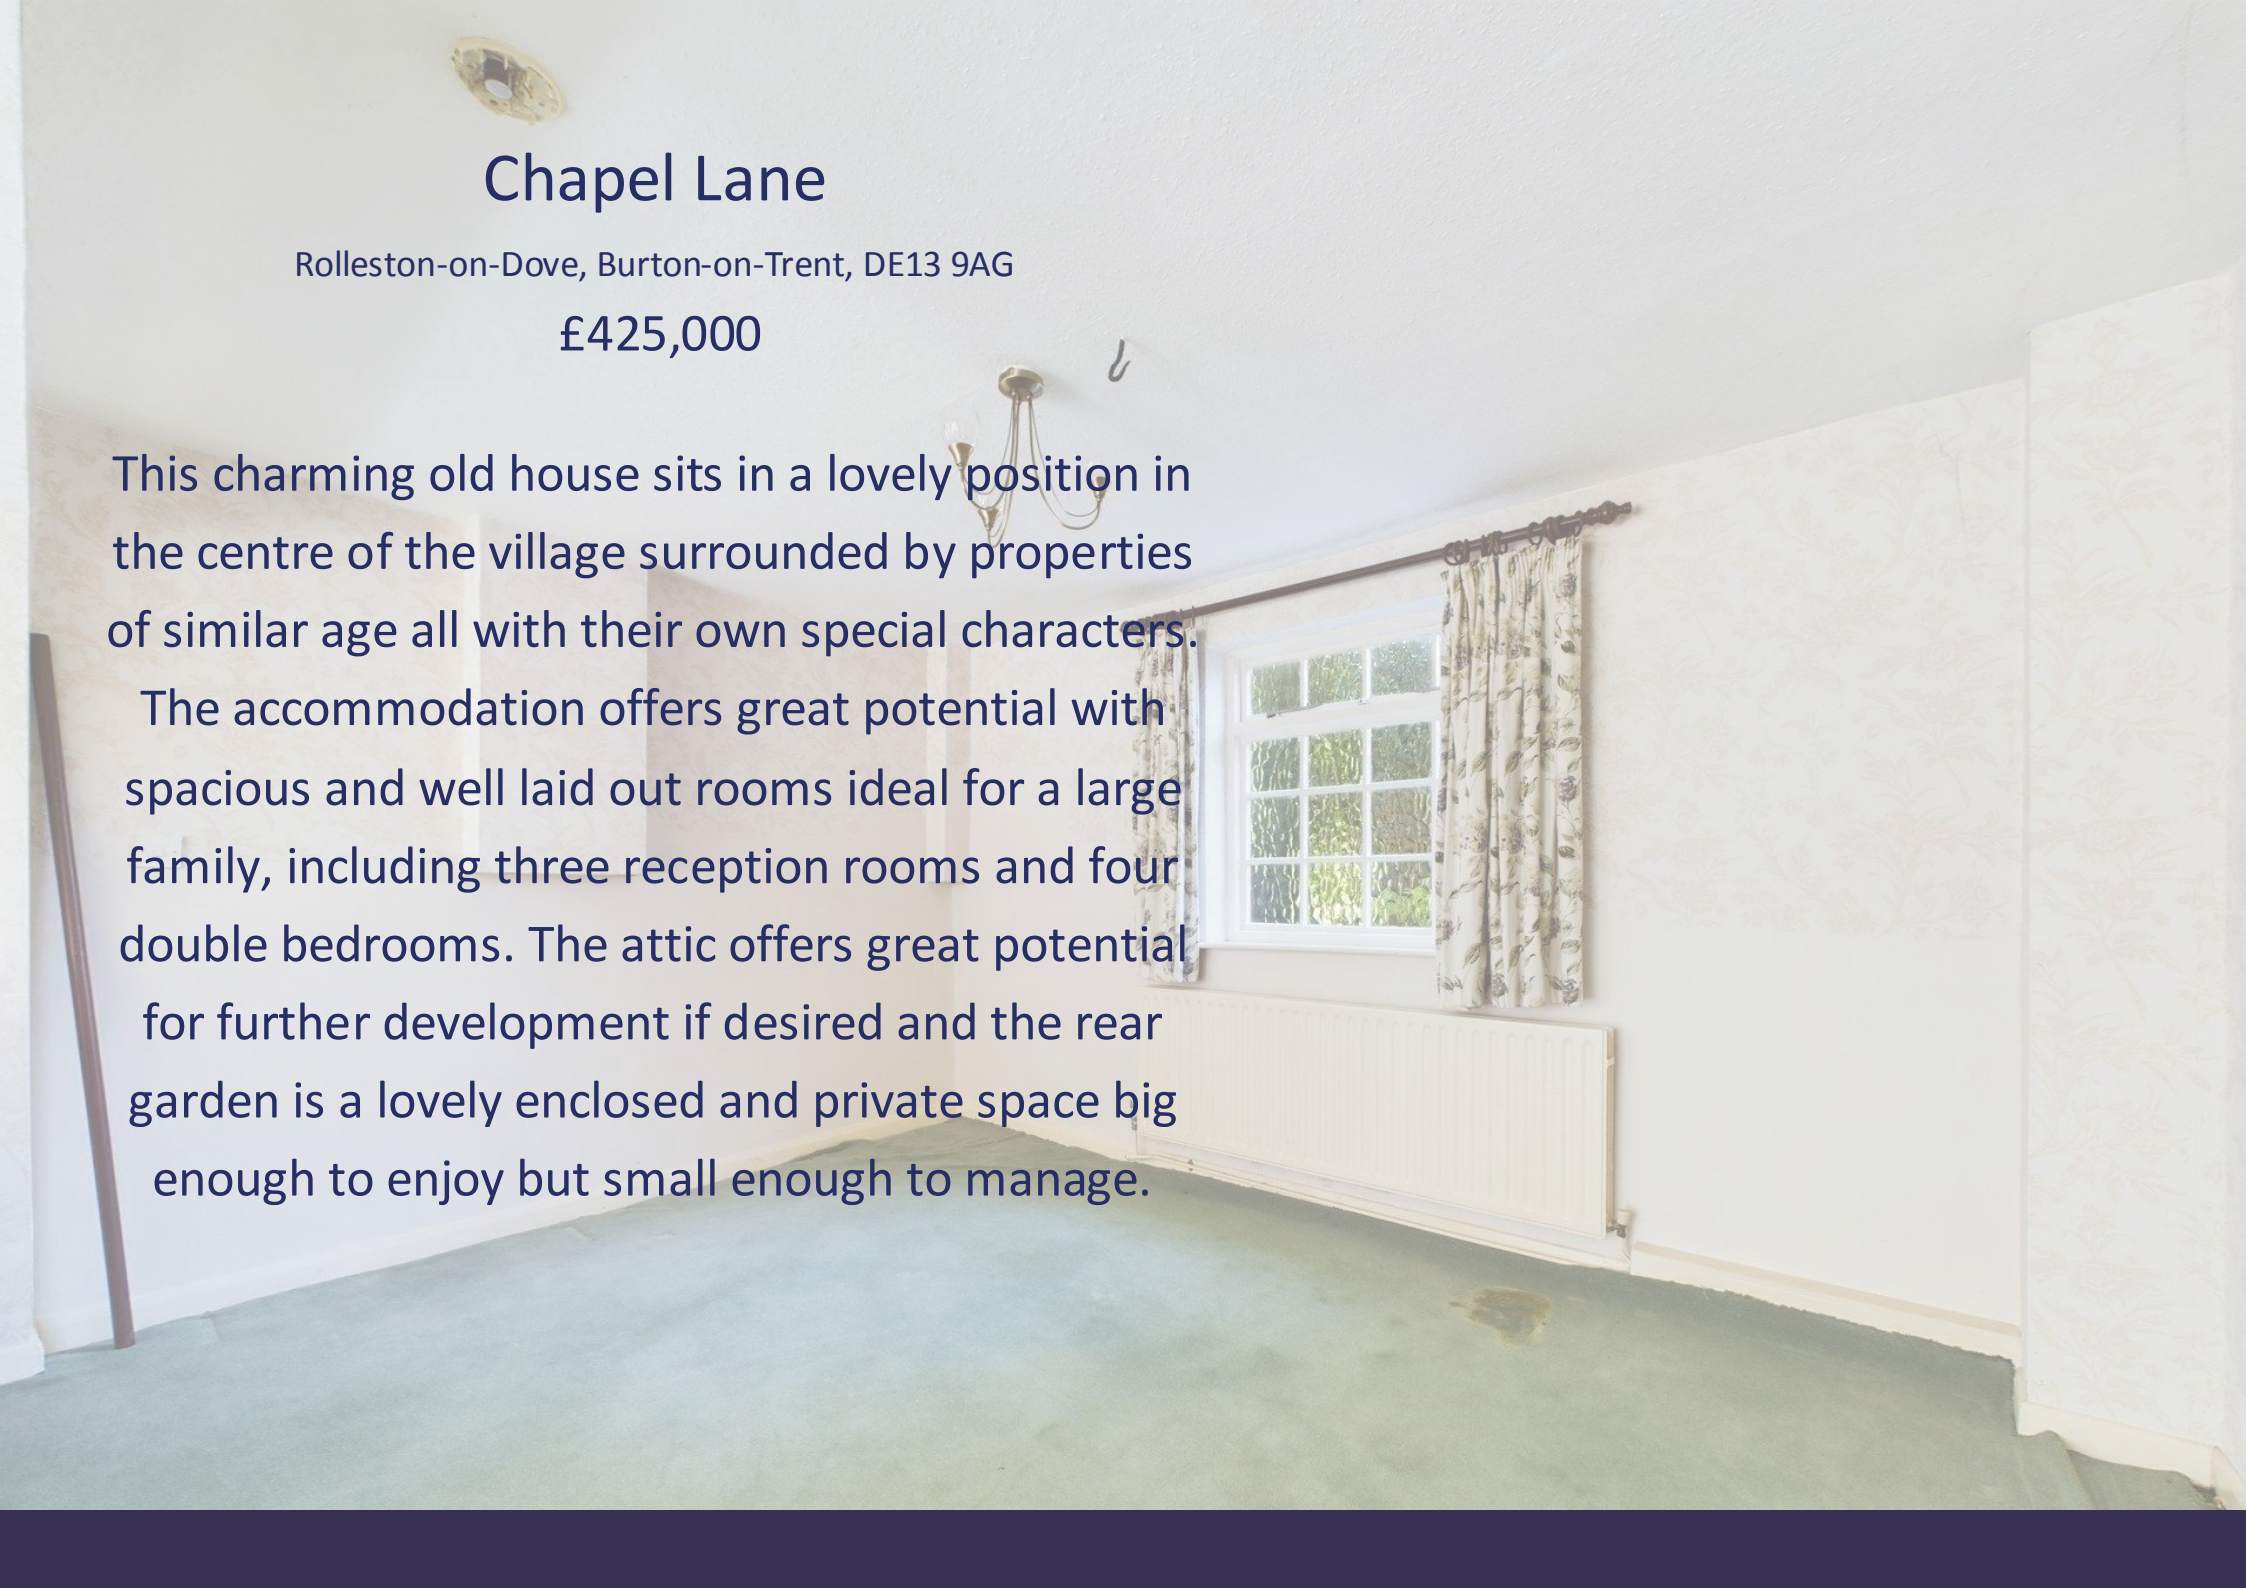 Chapel Lane
Rolleston-on-Dove, Burton-on-Trent, DE13 9AG
£425,000
This charming old house sits in a lovely position in
the centre of the village surrounded by properties
of similar age all with their own special characters.
The accommodation offers great potential with
spacious and well laid out rooms ideal for a large
family, including three reception rooms and four
double bedrooms. The attic offers great potential
for further development if desired and the rear
garden is a lovely enclosed and private space big
enough to enjoy but small enough to manage.